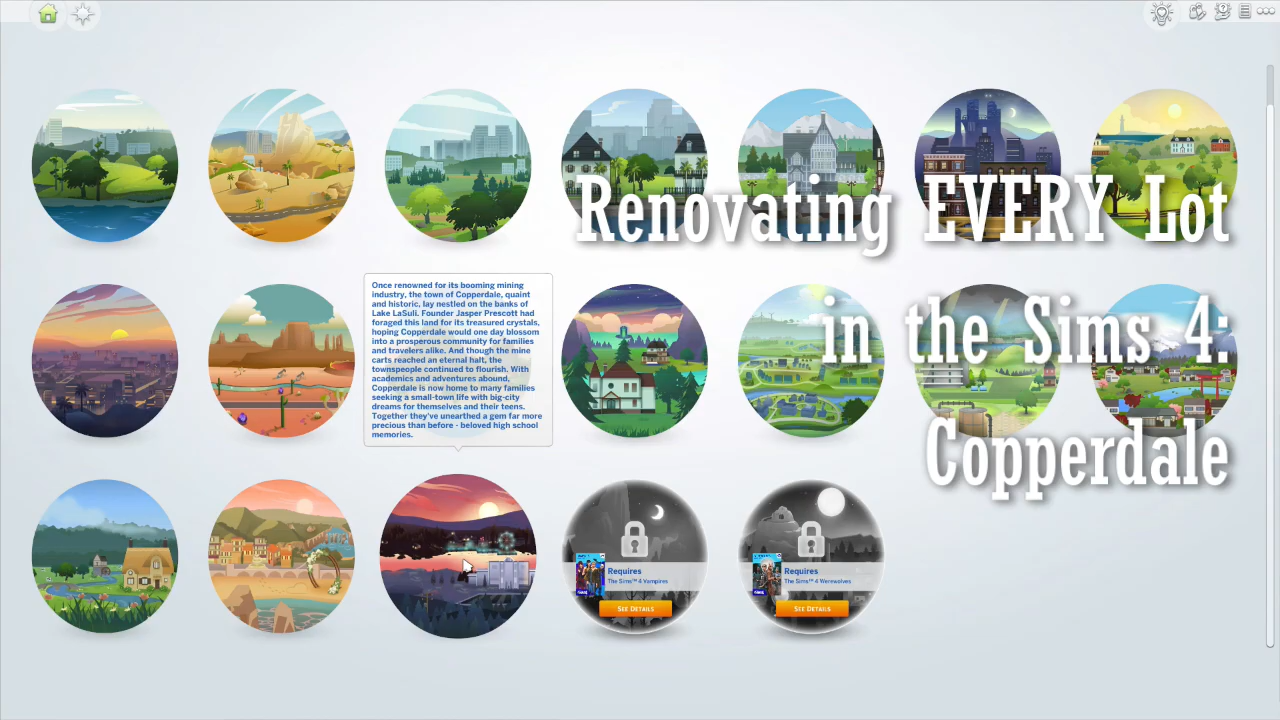 Renovating EVERY Lot
in the Sims 4:
Copperdale
Once renowned for its booming mining
industry, the town of Copperdale, quaint
and historic, lay nestled on the banks of
Lake LaSuli. Founder Jasper Prescott had
foraged this land for its treasured crystals,
hoping Copperdale would one day blossom
into a prosperous community for families
and travelers alike. And though the mine
carts reached an eternal halt, the
townspeople continued to flourish. With
academics and adventures abound,
Copperdale is now home to many families
seeking a small-town life with big-city
dreams for themselves and their teens.
Together they've unearthed a gem far more
precious than before - beloved high school
memories.
Requires
The Sims™ 4 Vampires
See Details
Requires
The Sims™ 4 Werewolves
See Details